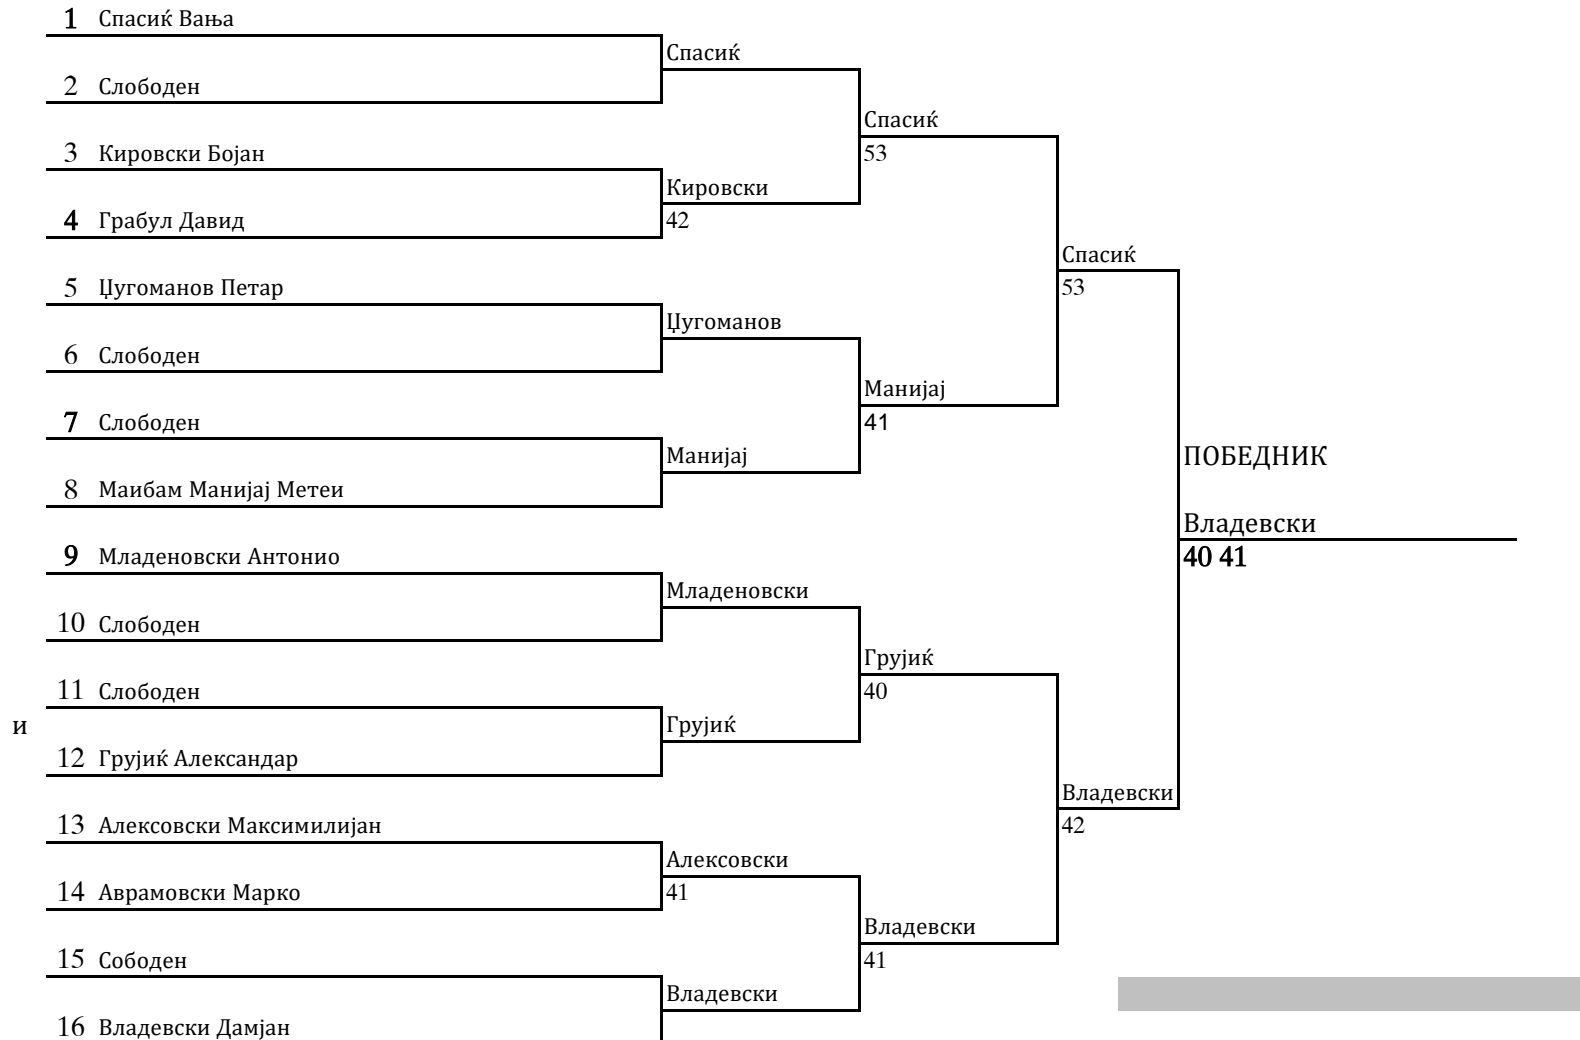 1 Спасиќ Вања
Спасиќ
2 Слободен
Спасиќ
3 Кировски Бојан
53
Кировски
4 Грабул Давид
42
Спасиќ
5 Џугоманов Петар
53
Џугоманов
6 Слободен
Манијај
7 Слободен
41
Манијај
ПОБЕДНИК
8 Маибам Манијај Метеи
Владевски
9 Младеновски Антонио
40 41
Младеновски
10 Слободен
Грујиќ
11 Слободен
40
и
Грујиќ
12 Грујиќ Александар
Владевски
13 Алексовски Максимилијан
42
Алексовски
14 Аврамовски Марко
41
Владевски
15 Сободен
41
Владевски
16 Владевски Дамјан